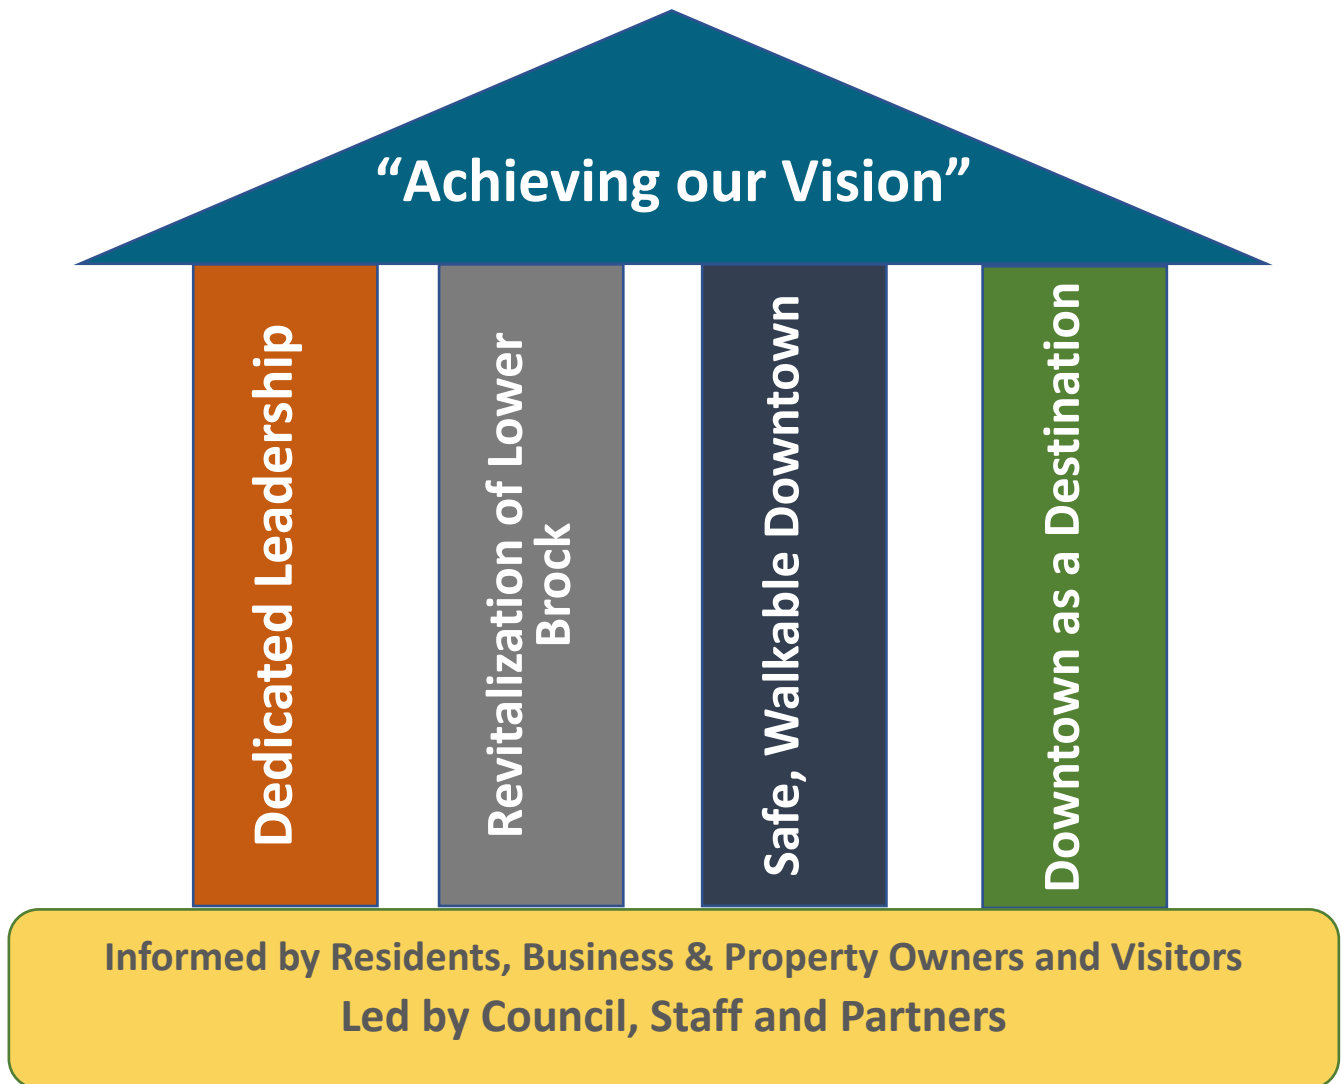 “Achieving our Vision”
Dedicated Leadership
Revitalization of Lower
Brock
Safe, Walkable Downtown
Downtown as a Destination
Informed by Residents, Business & Property Owners and Visitors
Led by Council, Staff and Partners